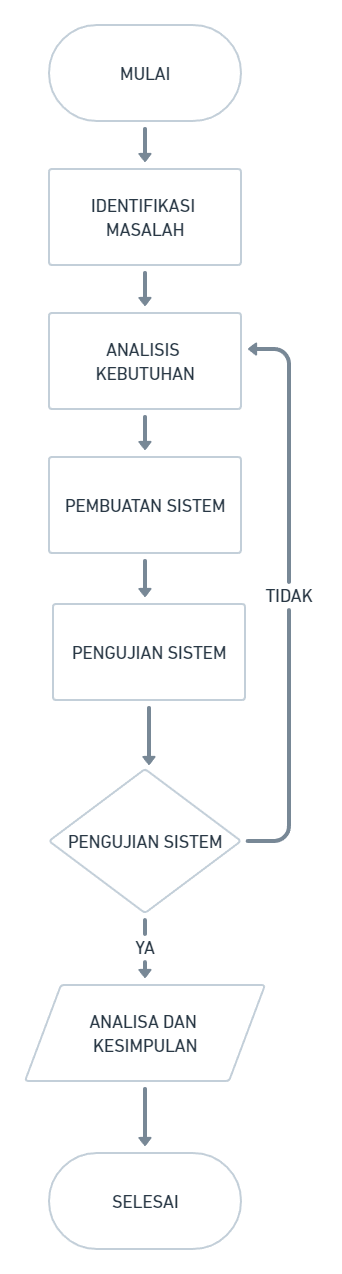 MULAI
IDENTIFIKASI
MASALAH
ANALISIS
KEBUTUHAN
PEMBUATAN SISTEM
TIDAK
PENGUJIAN SISTEM
PENGUJIAN SISTEM
YA
ANALISA DAN
KESIMPULAN
SELESAI